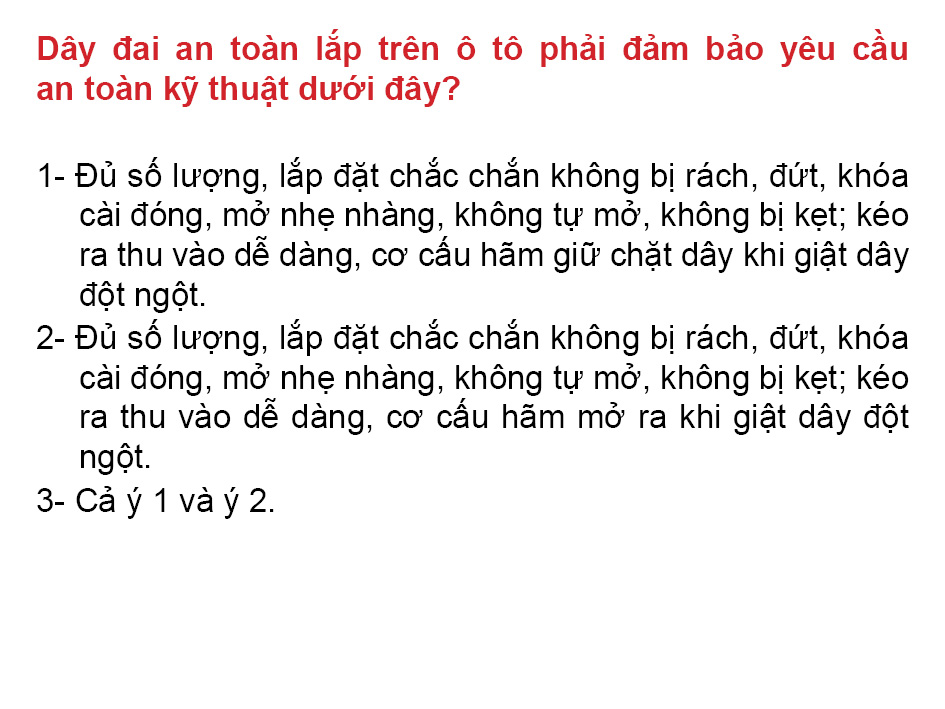 Dây đai an toàn lắp trên ô tô phải đảm bảo yêu cầu
an toàn kỹ thuật dưới đây?
1- Đủ số lượng, lắp đặt chắc chắn không bị rách, đứt, khóa
cài đóng, mở nhẹ nhàng, không tự mở, không bị kẹt; kéo
ra thu vào dễ dàng, cơ cấu hãm giữ chặt dây khi giật dây
đột ngột.
2- Đủ số lượng, lắp đặt chắc chắn không bị rách, đứt, khóa
cài đóng, mở nhẹ nhàng, không tự mở, không bị kẹt; kéo
ra thu vào dễ dàng, cơ cấu hãm mở ra khi giật dây đột
ngột.
3- Cả ý 1 và ý 2.